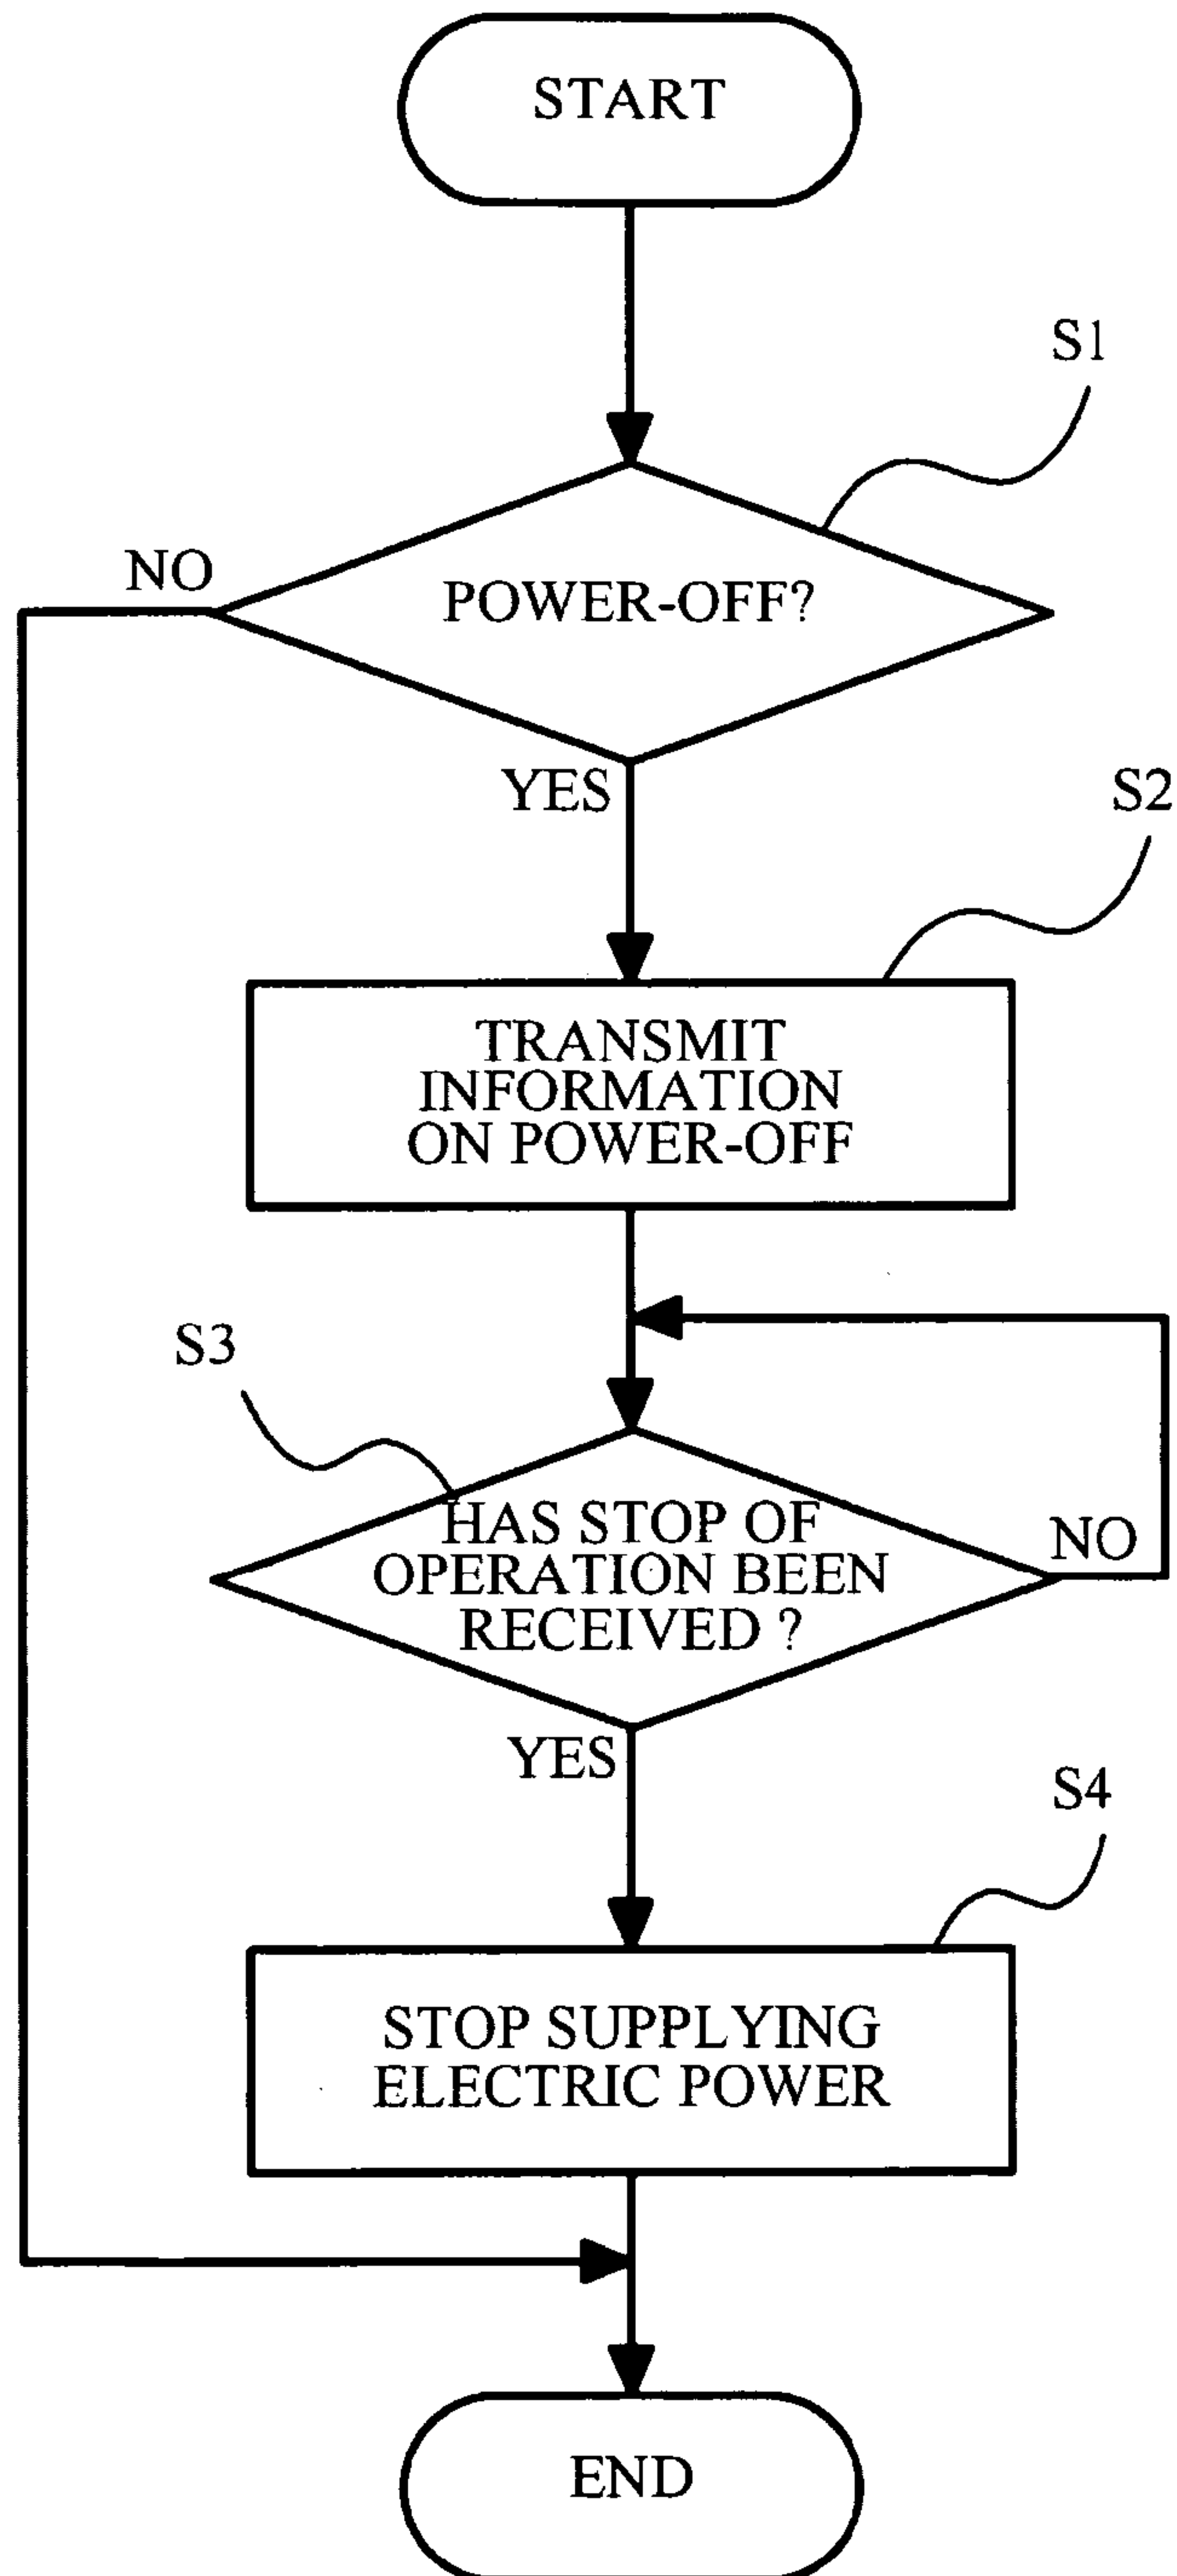 START
S1
NO
POWER-OFF?
YES
S2
TRANSMIT
INFORMATION
ON POWER-OFF
S3
HAS STOP OF
OPERATION BEEN
RECEIVED ?
NO
YES
S4
STOP SUPPLYING
ELECTRIC POWER
END